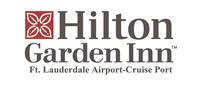 Hilton
Garden Inn™
Ft. Lauderdale Airport-Cruise Port